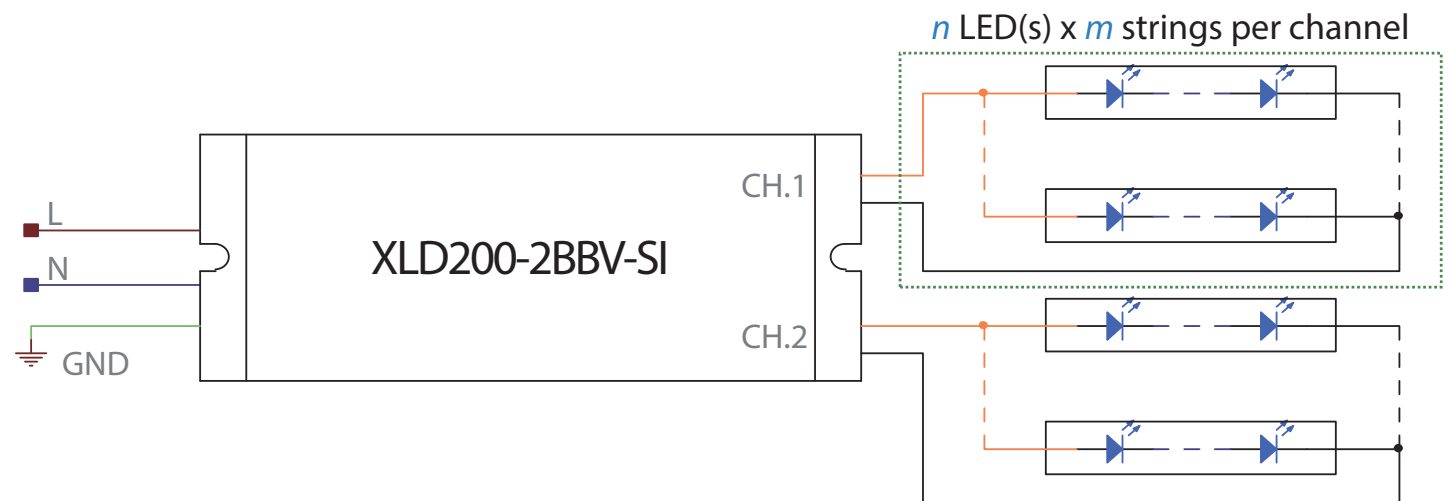 n LED(s) x m strings per channel
CH.1
L
XLD200-2BBV-SI
N
CH.2
GND